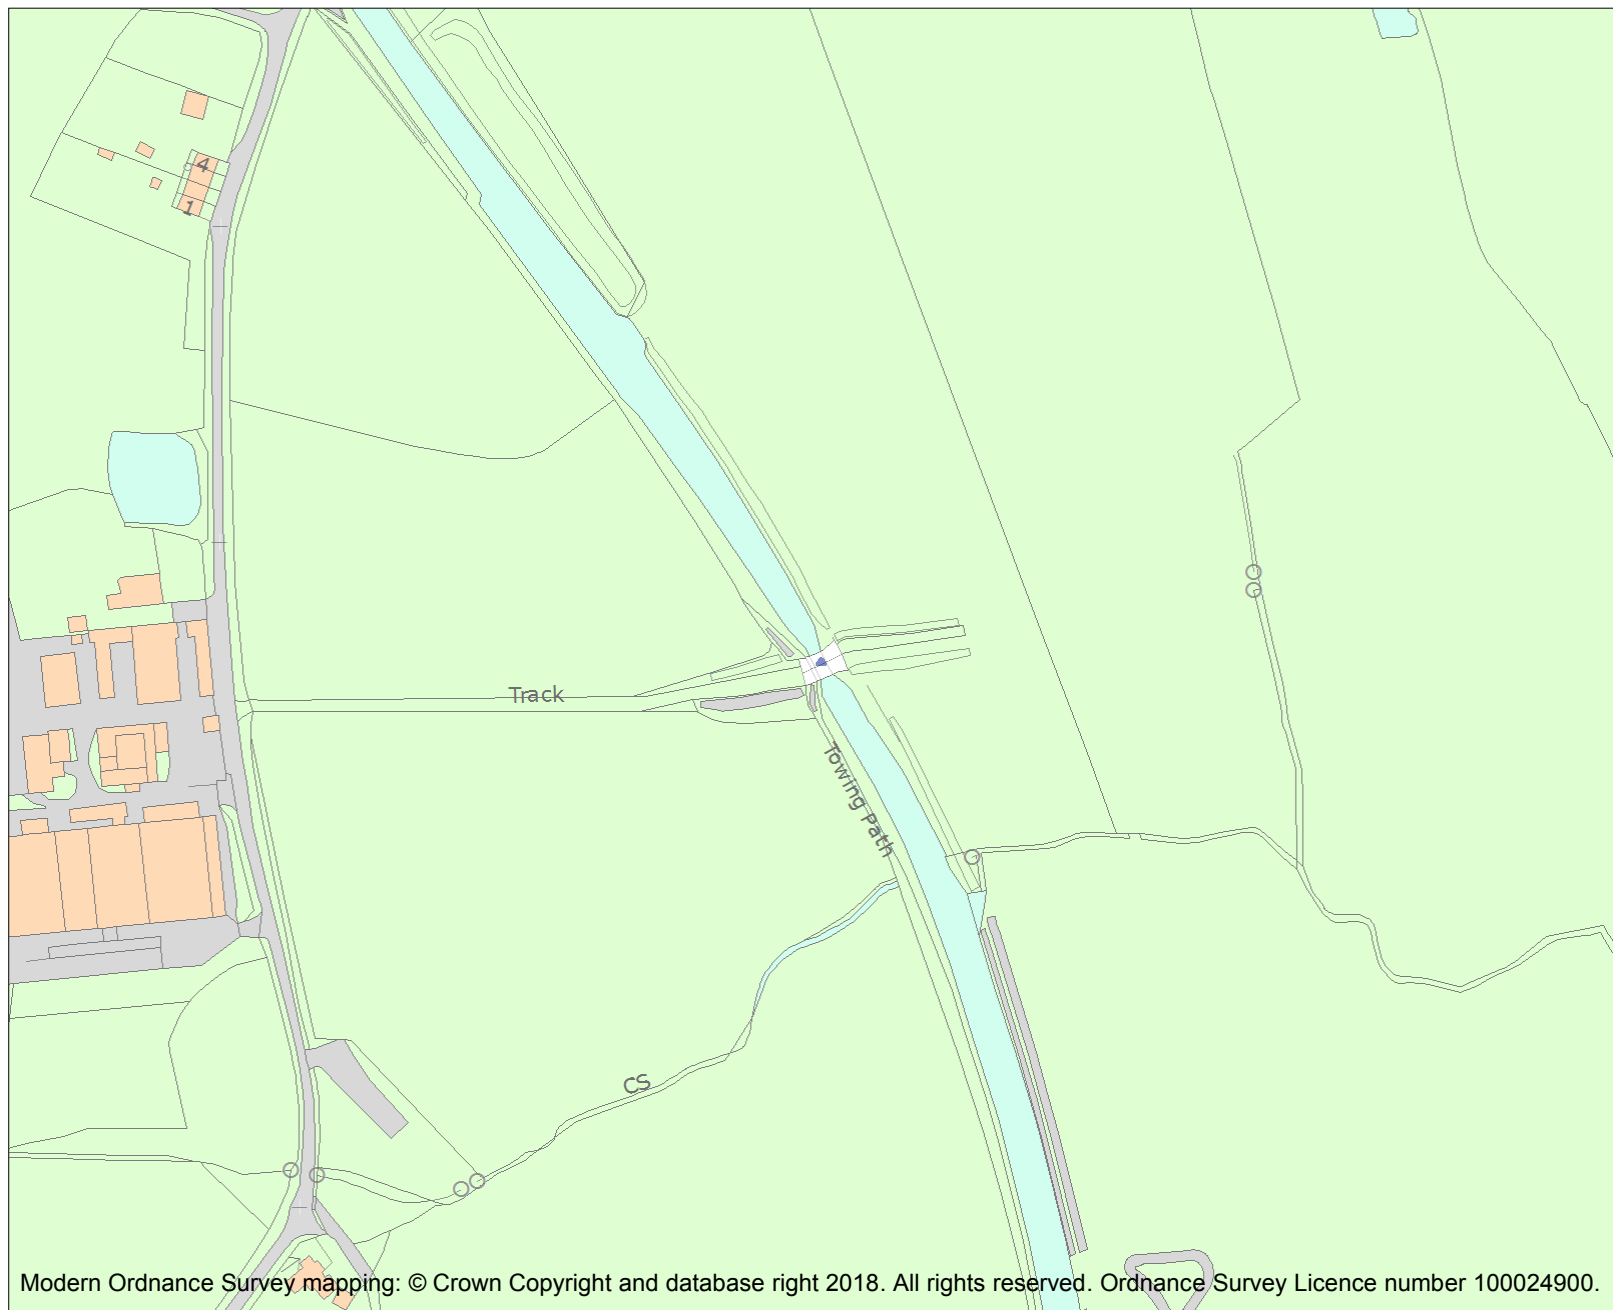 4
1
Track
Towing Path
CS
Modern Ordnance Survey mapping: © Crown Copyright and database right 2018. All rights reserved. Ordnance Survey Licence number 100024900.